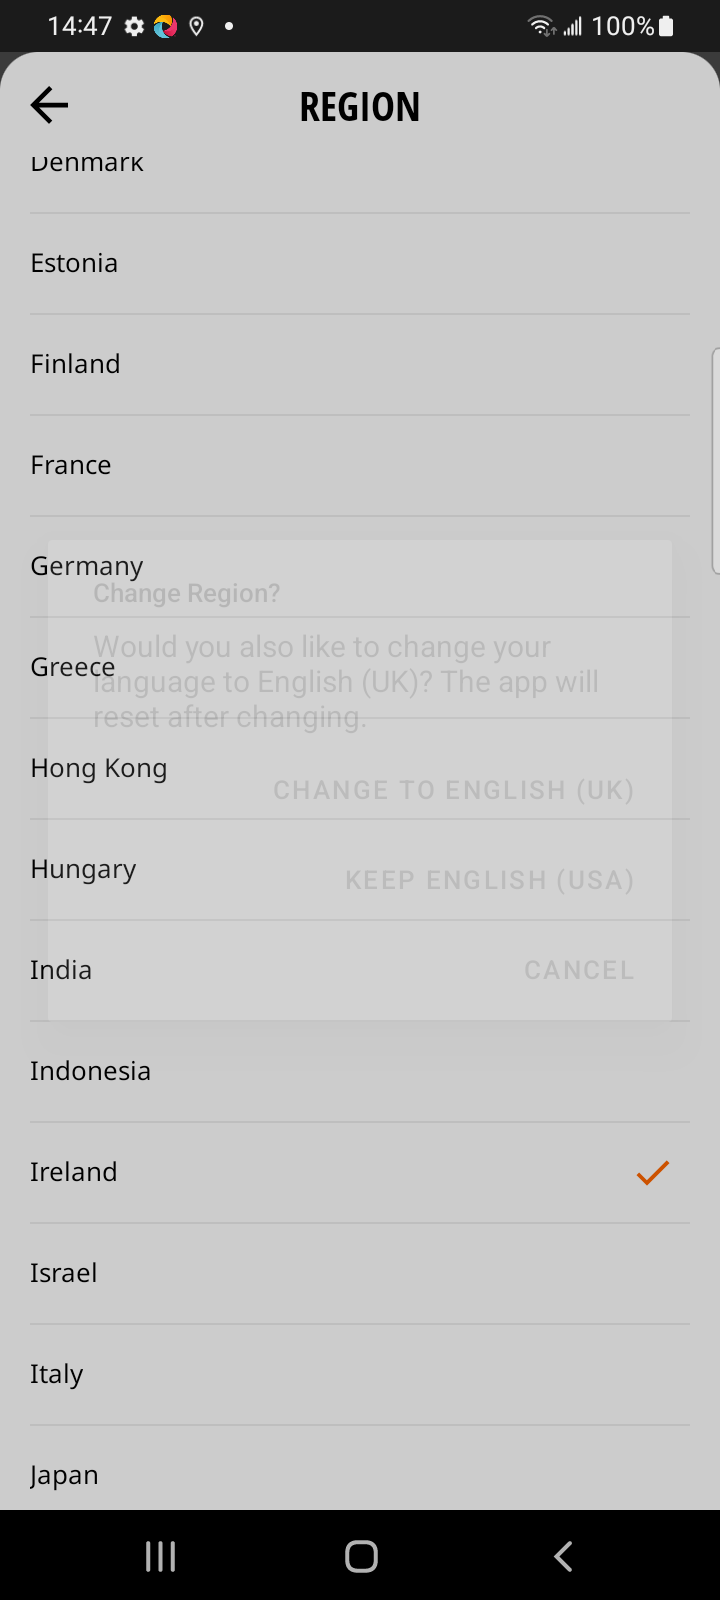 14:47
100%
REGION
Denmark
Estonia
Finland
France
Germany
Change Region?
Would you also like to change your
Greece
language to English (UK)? The app will
reset after changing.
Hong Kong
CHANGE TO ENGLISH (UK)
Hungary
KEEP ENGLISH (USA)
India
CANCEL
Indonesia
Ireland
Israel
Italy
Japan